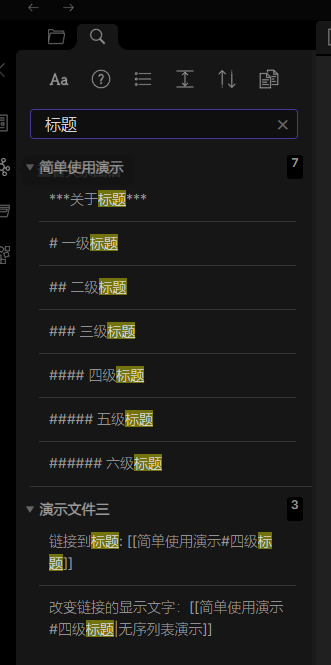 Aa
标题
简单使用演示
7
***关于标题***
# 一级标题
## 二级标题
### 三级标题
#### 四级标题
##### 五级标题
###### 六级标题
演示文件三
3
链接到标题: [[简单使用演示#四级标
题]]
改变链接的显示文字：[[简单使用演示
#四级标题|无序列表演示]]